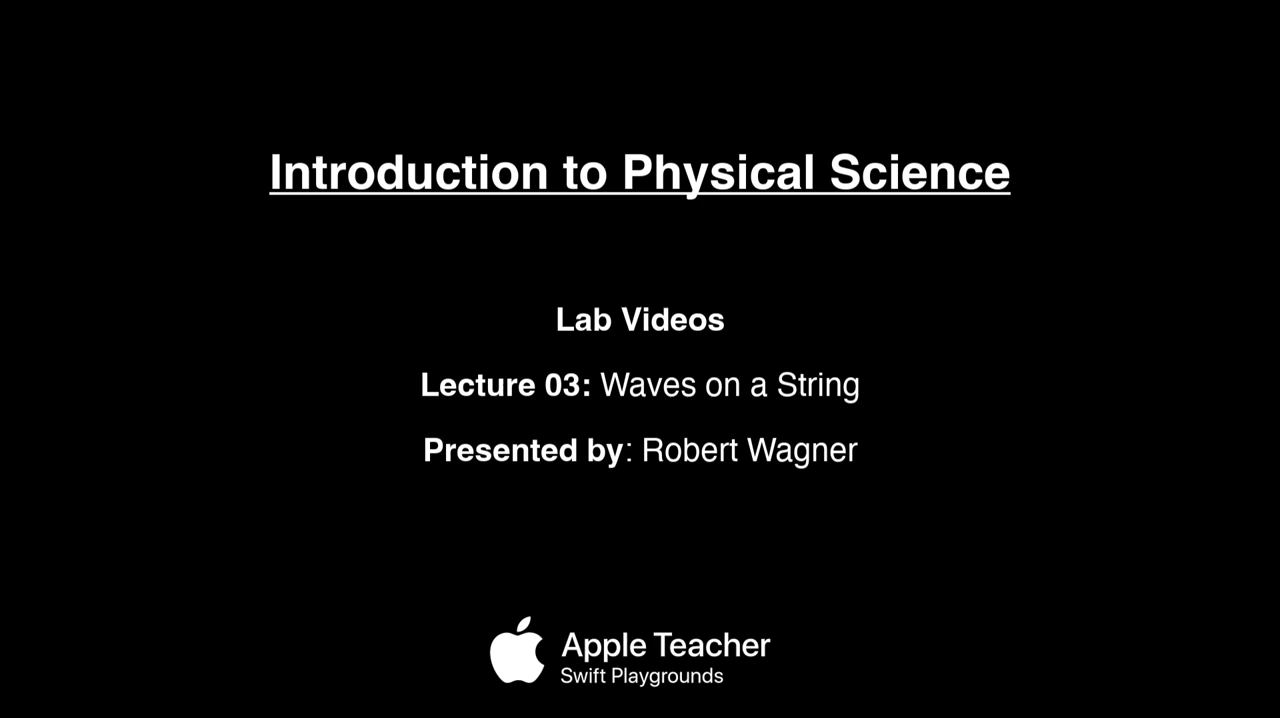 Introduction to Physical Science
Lab Videos
Lecture 03: Waves on a String
Presented by: Robert Wagner
Apple Teacher
Swift Playgrounds